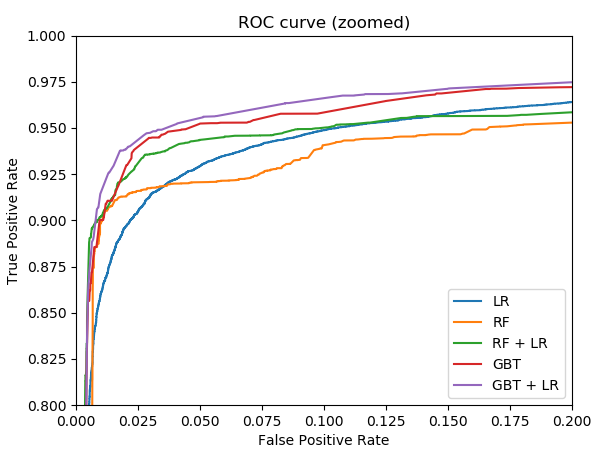 ROC curve (zoomed)
1.000
0.975
0.950
0.925
0.900
0.875
0.850
0.825
0.800
True Positive Rate
LR
RF
RF + LR
GBT
GBT + LR
0.000 0.025 0.050 0.075 0.100 0.125 0.150 0.175 0.200
False Positive Rate